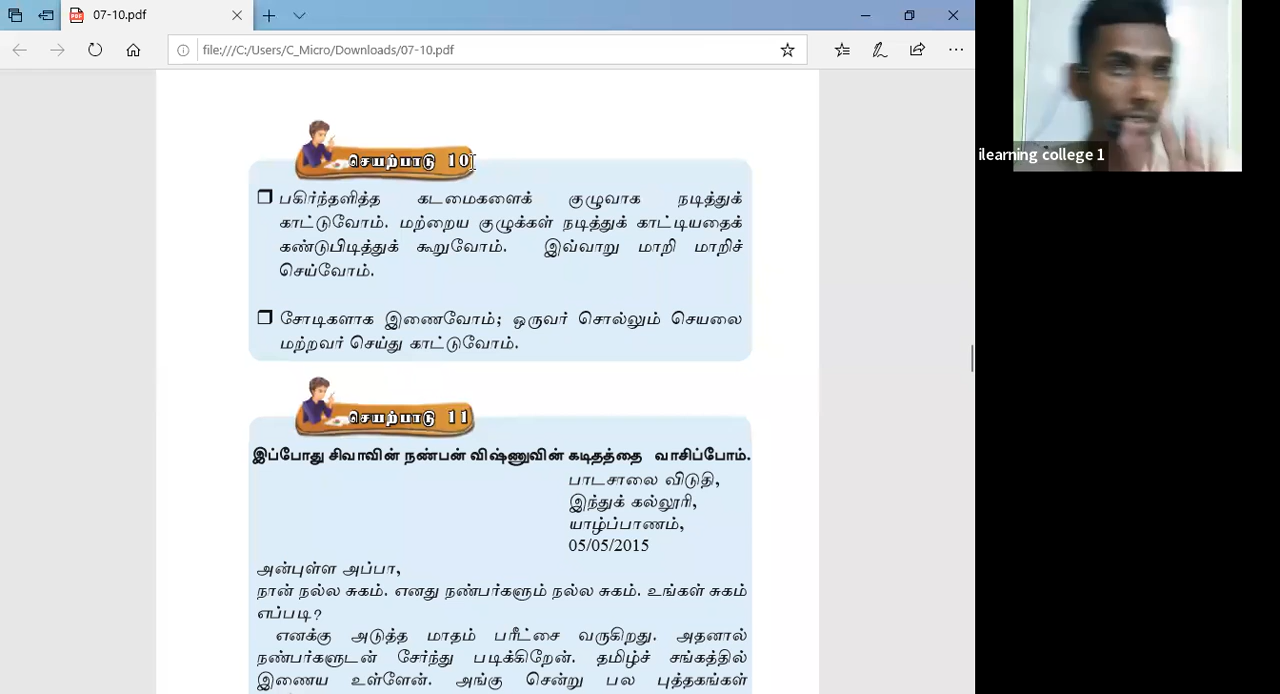 07-10.pdf
file:///C:/Users/C_Micro/Downloads/07-10.pdf
ilearning college 1
செயற்பாடு 10
பகிர்ந்தளித்த கடமைகளைக் குழுவாக நடித்துக்
காட்டுவோம். மற்றைய குழுக்கள் நடித்துக் காட்டியதைக்
கண்டுபிடித்துக் கூறுவோம். இவ்வாறு மாறி மாறிச்
செய்வோம்.
சோடிகளாக இணைவோம்; ஒருவர் சொல்லும் செயலை
மற்றவர் செய்து காட்டுவோம்.
செயற்பாடு 11
இப்போது சிவாவின் நண்பன் விஷ்ணுவின் கடிதத்தை வாசிப்போம்.
பாடசாலை விடுதி,
இந்துக் கல்லூரி,
யாழ்ப்பாணம்,
05/05/2015
அன்புள்ள அப்பா,
நான் நல்ல சுகம். எனது நண்பர்களும் நல்ல சுகம். உங்கள் சுகம்
எப்படி?
எனக்கு அடுத்த மாதம் பரீட்சை வருகிறது. அதனால்
நண்பர்களுடன் சேர்ந்து படிக்கிறேன். தமிழ்ச் சங்கத்தில்
இணைய உள்ளேன். அங்கு சென்று பல புத்தகங்கள்